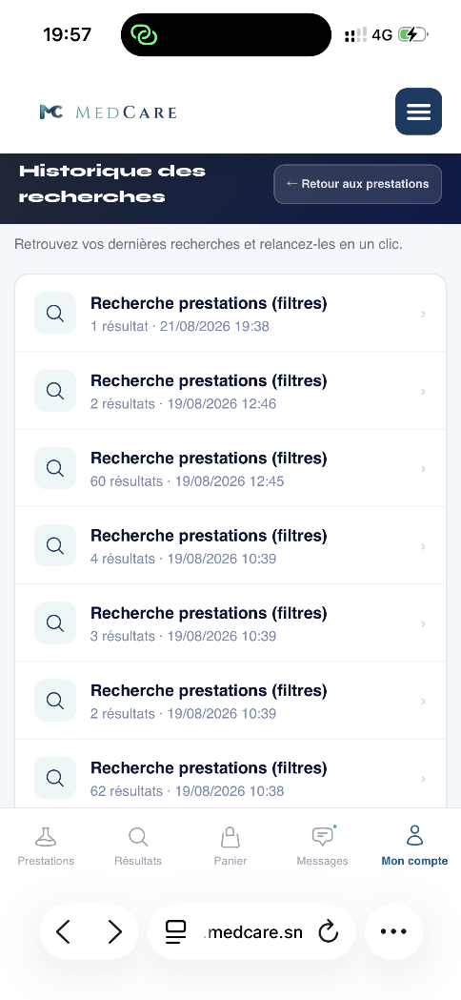 19:57
4G
MC MEDCARE
Historique des
recherches
← Retour aux prestations
Retrouvez vos dernières recherches et relancez-les en un clic.
Recherche prestations (filtres)
1 résultat · 21/08/2026 19:38
Recherche prestations (filtres)
2 résultats · 19/08/2026 12:46
Recherche prestations (filtres)
60 résultats · 19/08/2026 12:45
Recherche prestations (filtres)
4 résultats · 19/08/2026 10:39
Recherche prestations (filtres)
3 résultats · 19/08/2026 10:39
Recherche prestations (filtres)
2 résultats · 19/08/2026 10:39
Recherche prestations (filtres)
62 résultats · 19/08/2026 10:38
Prestations
Résultats
Panier
Messages
Mon compte
.medcare.sn